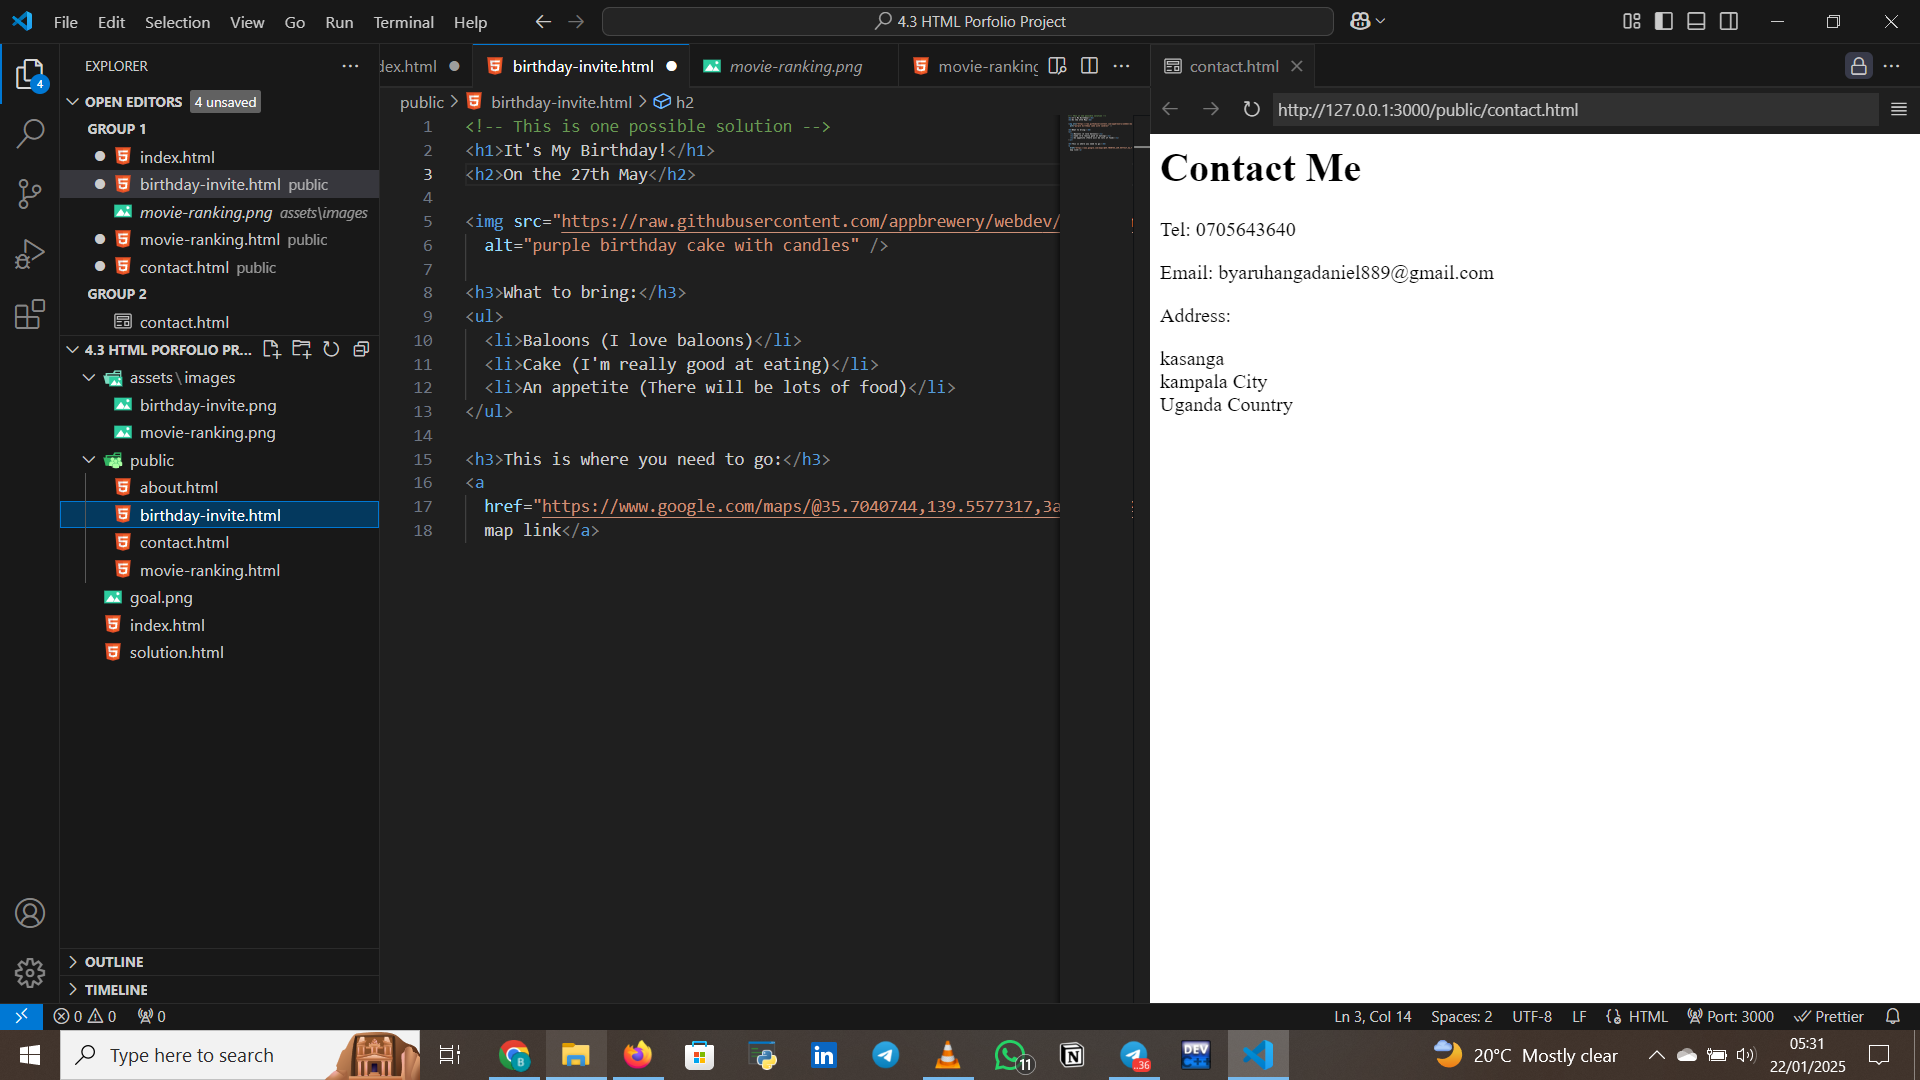 File Edit Selection View Go Run Terminal Help
4.3 HTML Porfolio Project
EXPLORER
OPEN EDITORS 4 unsaved
GROUP 1
index.html
birthday-invite.html public
movie-ranking.png assets\images
movie-ranking.html public
contact.html public
GROUP 2
contact.html
4.3 HTML PORFOLIO PR...
assets\images
birthday-invite.png
movie-ranking.png
public
about.html
birthday-invite.html
contact.html
movie-ranking.html
goal.png
index.html
solution.html
OUTLINE
TIMELINE
dex.html birthday-invite.html movie-ranking.png movie-ranking
public > birthday-invite.html > h2
1 <!-- This is one possible solution -->
2 <h1>It's My Birthday!</h1>
3 <h2>On the 27th May</h2>
4
5 <img src="https://raw.githubusercontent.com/appbrewery/webdev/
6 alt="purple birthday cake with candles" />
7
8 <h3>What to bring:</h3>
9 <ul>
10 <li>Baloons (I love baloons)</li>
11 <li>Cake (I'm really good at eating)</li>
12 <li>An appetite (There will be lots of food)</li>
13 </ul>
14
15 <h3>This is where you need to go:</h3>
16 <a
17 href="https://www.google.com/maps/@35.7040744,139.5577317,3a
18 map link</a>
contact.html
http://127.0.0.1:3000/public/contact.html
Contact Me
Tel: 0705643640
Email: byaruhangadaniel889@gmail.com
Address:
kasanga
kampala City
Uganda Country
4
0 0 0
Ln 3, Col 14 Spaces: 2 UTF-8 LF HTML Port: 3000 Prettier
Type here to search
B
in
11
N
..36
DEV
C++
20°C Mostly clear
05:31
22/01/2025